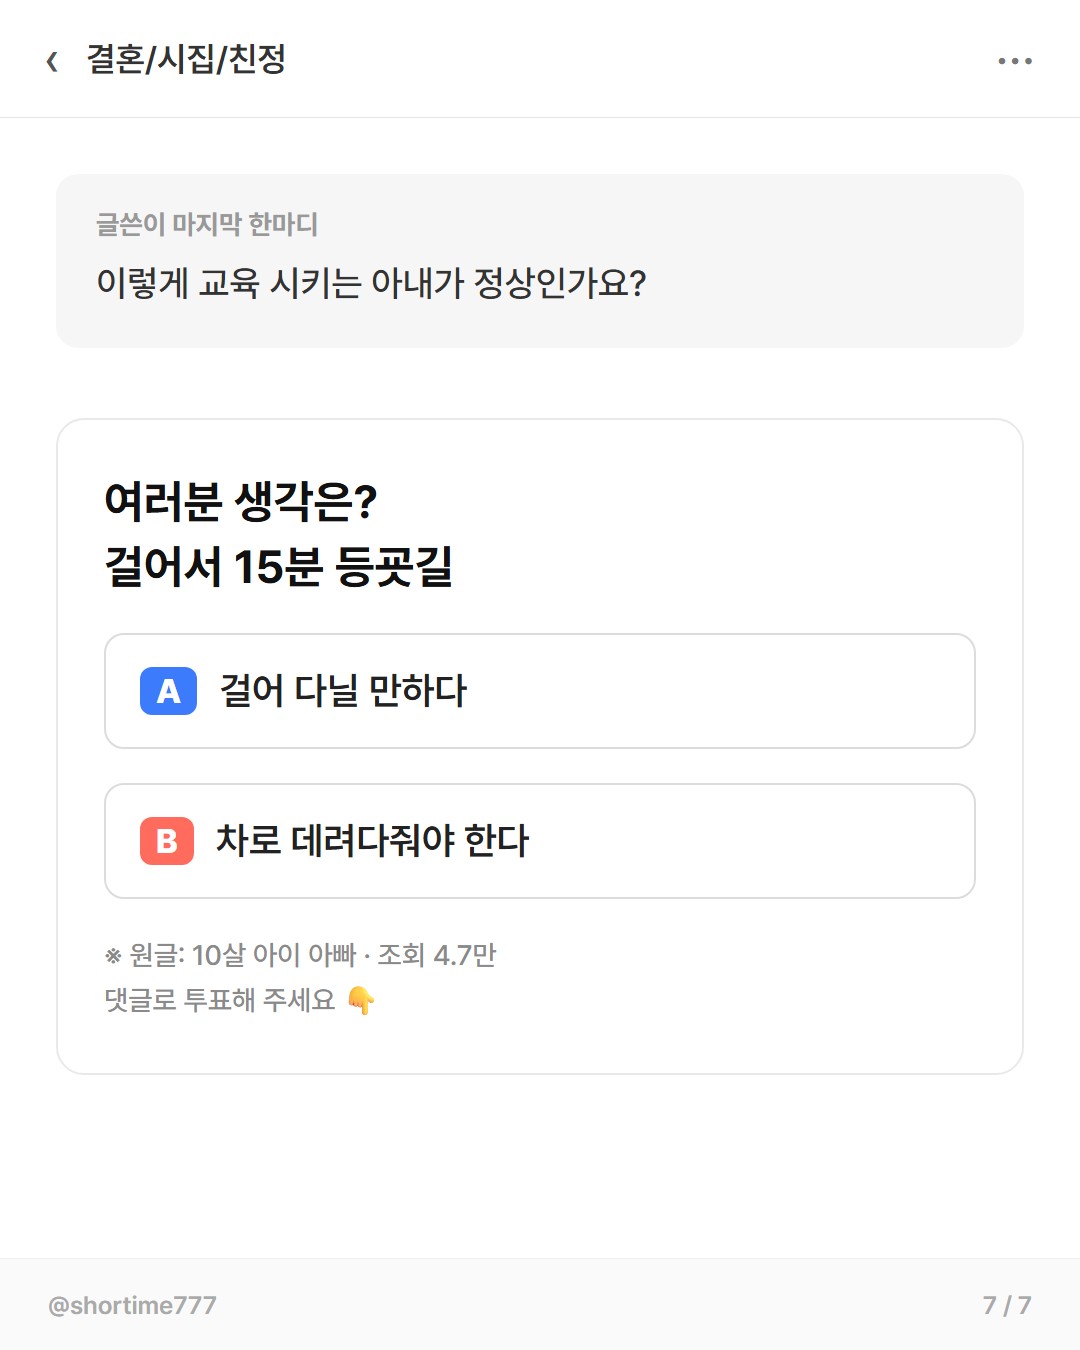 결혼/시집/친정
글쓴이 마지막 한마디
이렇게 교육 시키는 아내가 정상인가요?
여러분 생각은?
걸어서 15분 등굣길
A 걸어 다닐 만하다
B 차로 데려다줘야 한다
※ 원글: 10살 아이 아빠 · 조회 4.7만
댓글로 투표해 주세요 👇
@shortime777
7 / 7